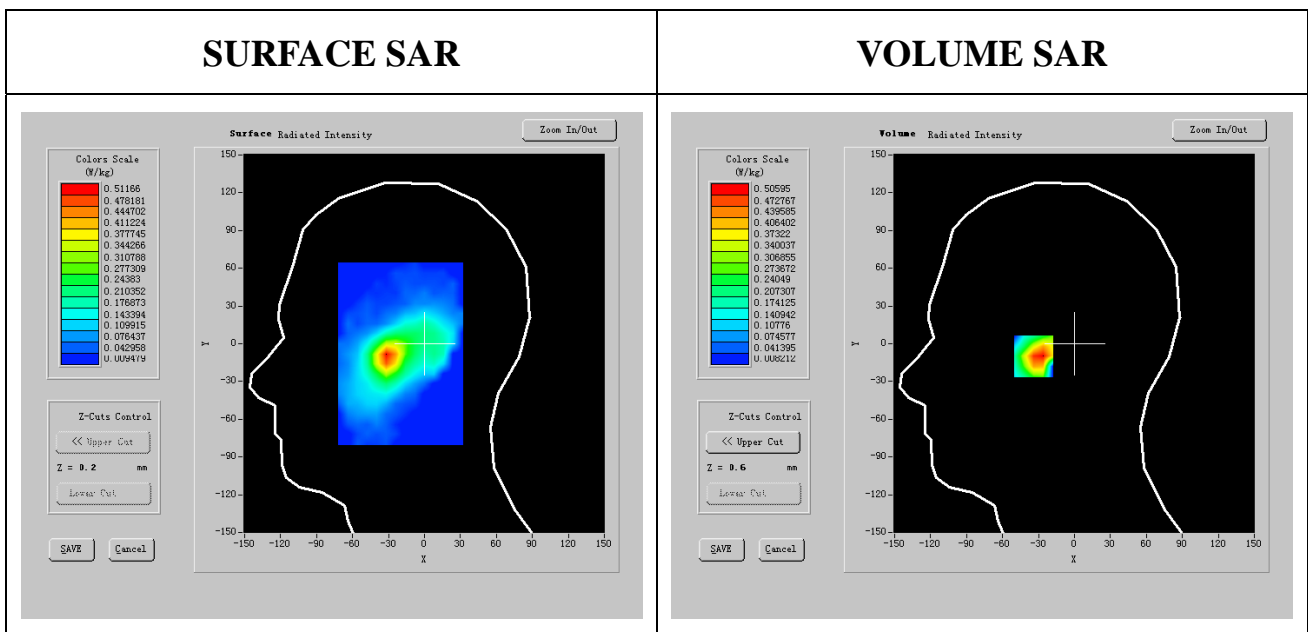 SURFACE SAR
VOLUME SAR
Surface Radiated Intensity
Zoom In/Out
Colors Scale
(W/kg)
0.51166
0.478181
0.444702
0.411224
0.377745
0.344266
0.310788
0.277309
0.24383
0.210352
0.176873
0.143394
0.109915
0.076437
0.042958
0.009479
Z-Cuts Control
<< Upper Cut
Z = 0.2 mm
Lower Cut
SAVE
Cancel
150
120
90
60
30
0
-30
-60
-90
-120
-150
Y
-150 -120 -90 -60 -30 0 30 60 90 120 150
X
Volume Radiated Intensity
Zoom In/Out
Colors Scale
(W/kg)
0.50595
0.472767
0.439585
0.406402
0.37322
0.340037
0.306855
0.273672
0.24049
0.207307
0.174125
0.140942
0.10776
0.074577
0.041395
0.008212
Z-Cuts Control
<< Upper Cut
Z = 0.6 mm
Lower Cut
SAVE
Cancel
150
120
90
60
30
0
-30
-60
-90
-120
-150
Y
-150 -120 -90 -60 -30 0 30 60 90 120 150
X